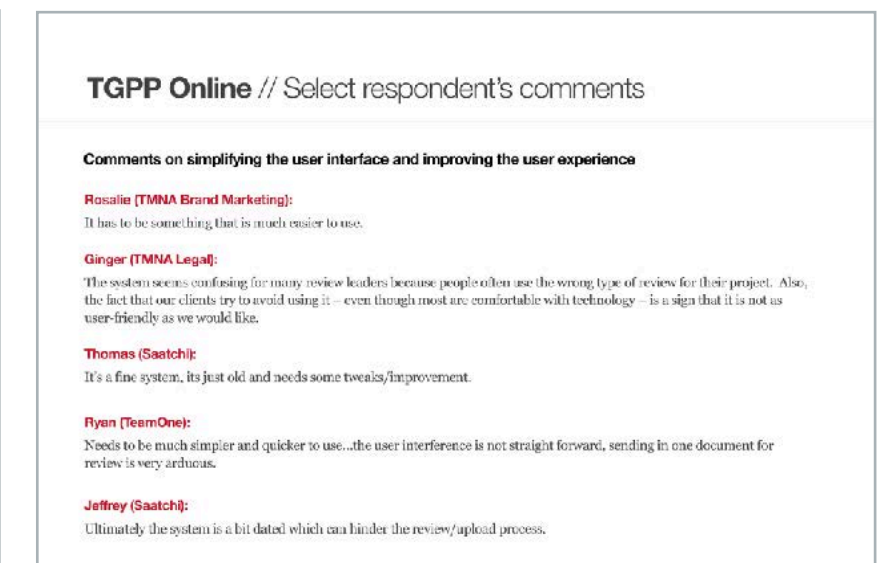 TGPP Online // Select respondent's comments
Comments on simplifying the user interface and improving the user experience
Rosalie (TMNA Brand Marketing):
It has to be something that is much easier to use.
Ginger (TMNA Legal):
The system seems confusing for many review leaders because people often use the wrong type of review for their project. Also,
the fact that our clients try to avoid using it – even though most are comfortable with technology – is a sign that it is not as
user-friendly as we would like.
Thomas (Saatchi):
It's a fine system, its just old and needs some tweaks/improvement.
Ryan (TeamOne):
Needs to be much simpler and quicker to use...the user interference is not straight forward, sending in one document for
review is very arduous.
Jeffrey (Saatchi):
Ultimately the system is a bit dated which can hinder the review/upload process.